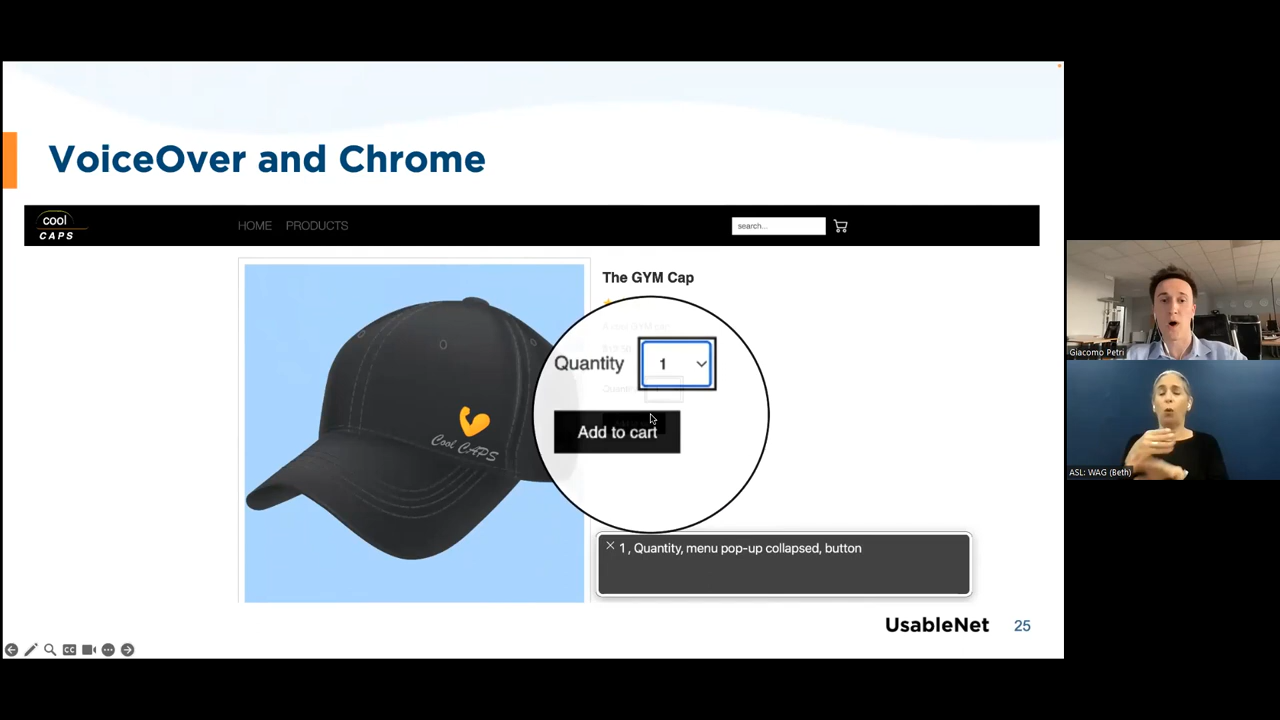 VoiceOver and Chrome
cool
CAPS
HOME PRODUCTS
search...
The GYM Cap
Quantity 1
Add to cart
Cool CAPS
1, Quantity, menu pop-up collapsed, button
UsableNet 25
CC
Giacomo Petri
ASL: WAG (Beth)